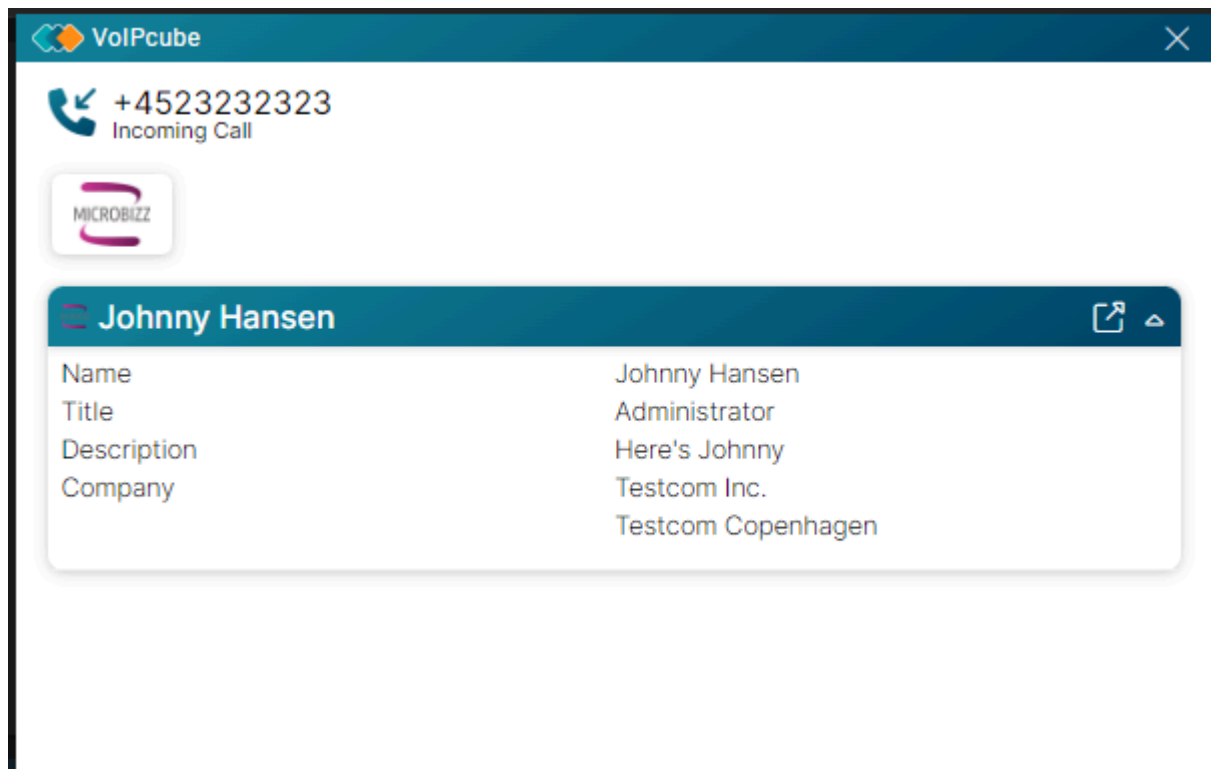 VoIPcube
+4523232323
Incoming Call
MICROBIZZ
Johnny Hansen
Name Johnny Hansen
Title Administrator
Description Here's Johnny
Company Testcom Inc.
Testcom Copenhagen